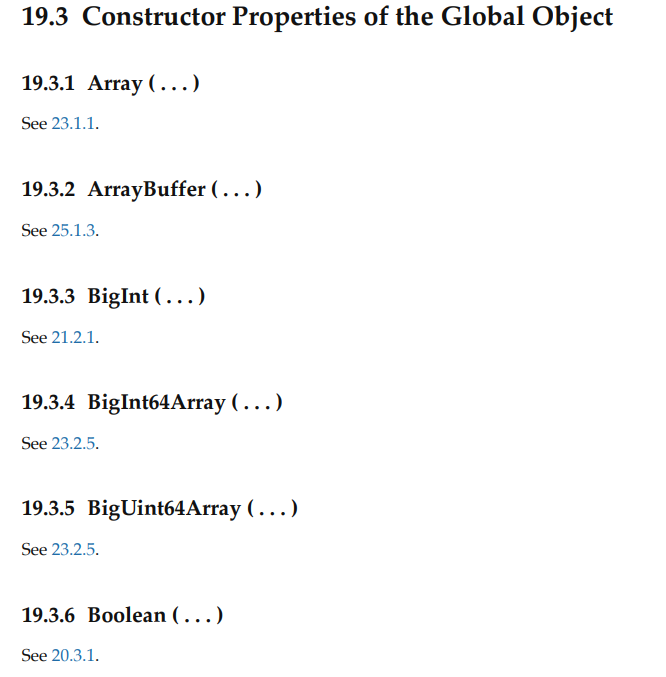 19.3 Constructor Properties of the Global Object
19.3.1 Array ( . . . )
See 23.1.1.
19.3.2 ArrayBuffer ( . . . )
See 25.1.3.
19.3.3 BigInt ( . . . )
See 21.2.1.
19.3.4 BigInt64Array ( . . . )
See 23.2.5.
19.3.5 BigUint64Array ( . . . )
See 23.2.5.
19.3.6 Boolean ( . . . )
See 20.3.1.